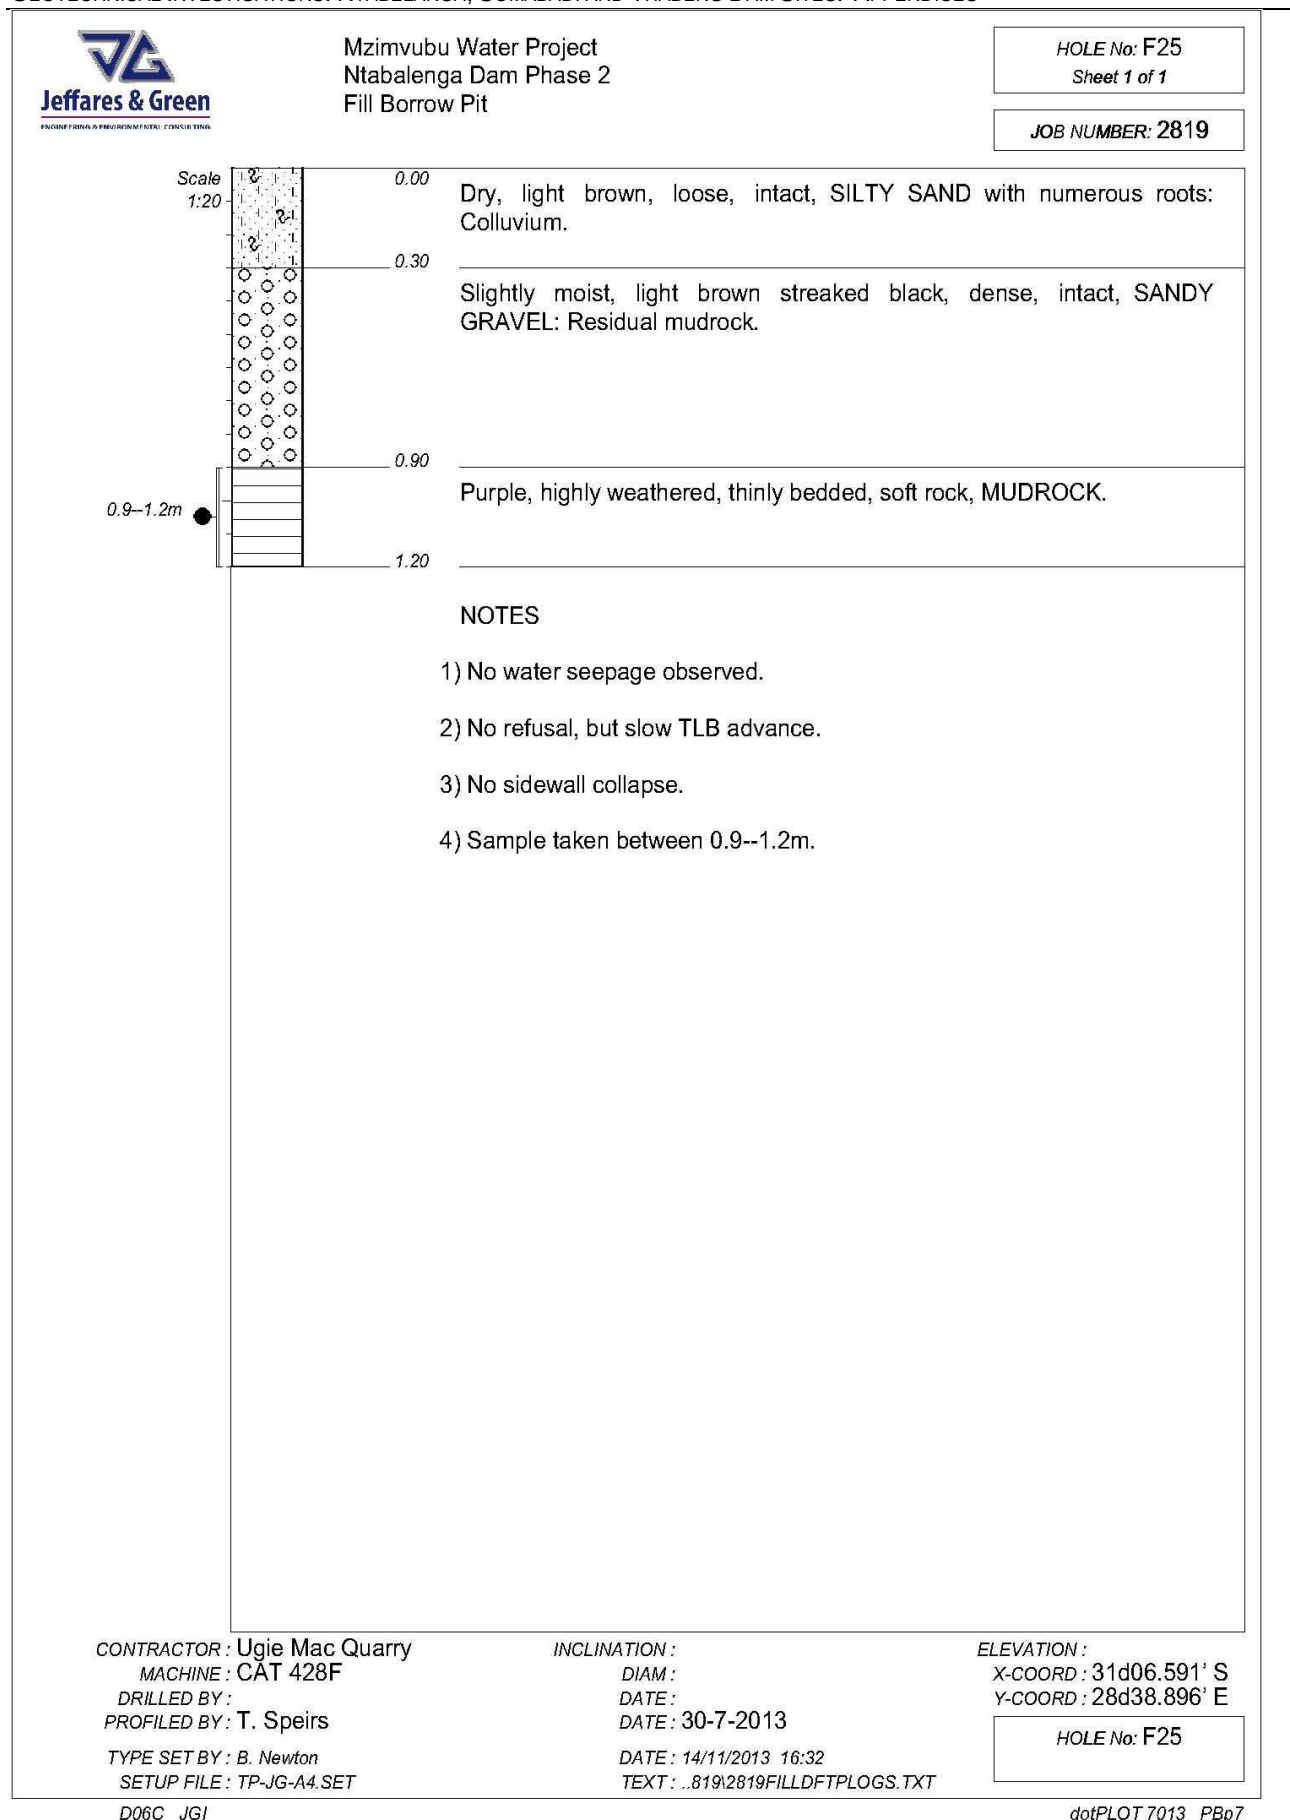 Jeffares & Green
ENGINEERING & ENVIRONMENTAL CONSULTING
Mzimvubu Water Project
Ntabalenga Dam Phase 2
Fill Borrow Pit
HOLE No: F25
Sheet 1 of 1
JOB NUMBER: 2819
Scale
1:20
0.00
Dry, light brown, loose, intact, SILTY SAND with numerous roots:
Colluvium.
0.30
Slightly moist, light brown streaked black, dense, intact, SANDY
GRAVEL: Residual mudrock.
0.90
Purple, highly weathered, thinly bedded, soft rock, MUDROCK.
0.9--1.2m
1.20
NOTES
1) No water seepage observed.
2) No refusal, but slow TLB advance.
3) No sidewall collapse.
4) Sample taken between 0.9--1.2m.
CONTRACTOR : Ugie Mac Quarry
MACHINE : CAT 428F
DRILLED BY :
PROFILED BY : T. Speirs
TYPE SET BY : B. Newton
SETUP FILE : TP-JG-A4.SET
INCLINATION :
DIAM :
DATE :
DATE : 30-7-2013
DATE : 14/11/2013 16:32
TEXT : ..819\2819FILLDFTPLOGS.TXT
ELEVATION :
X-COORD : 31d06.591' S
Y-COORD : 28d38.896' E
HOLE No: F25
D06C JGI
dotPLOT 7013 PBp7